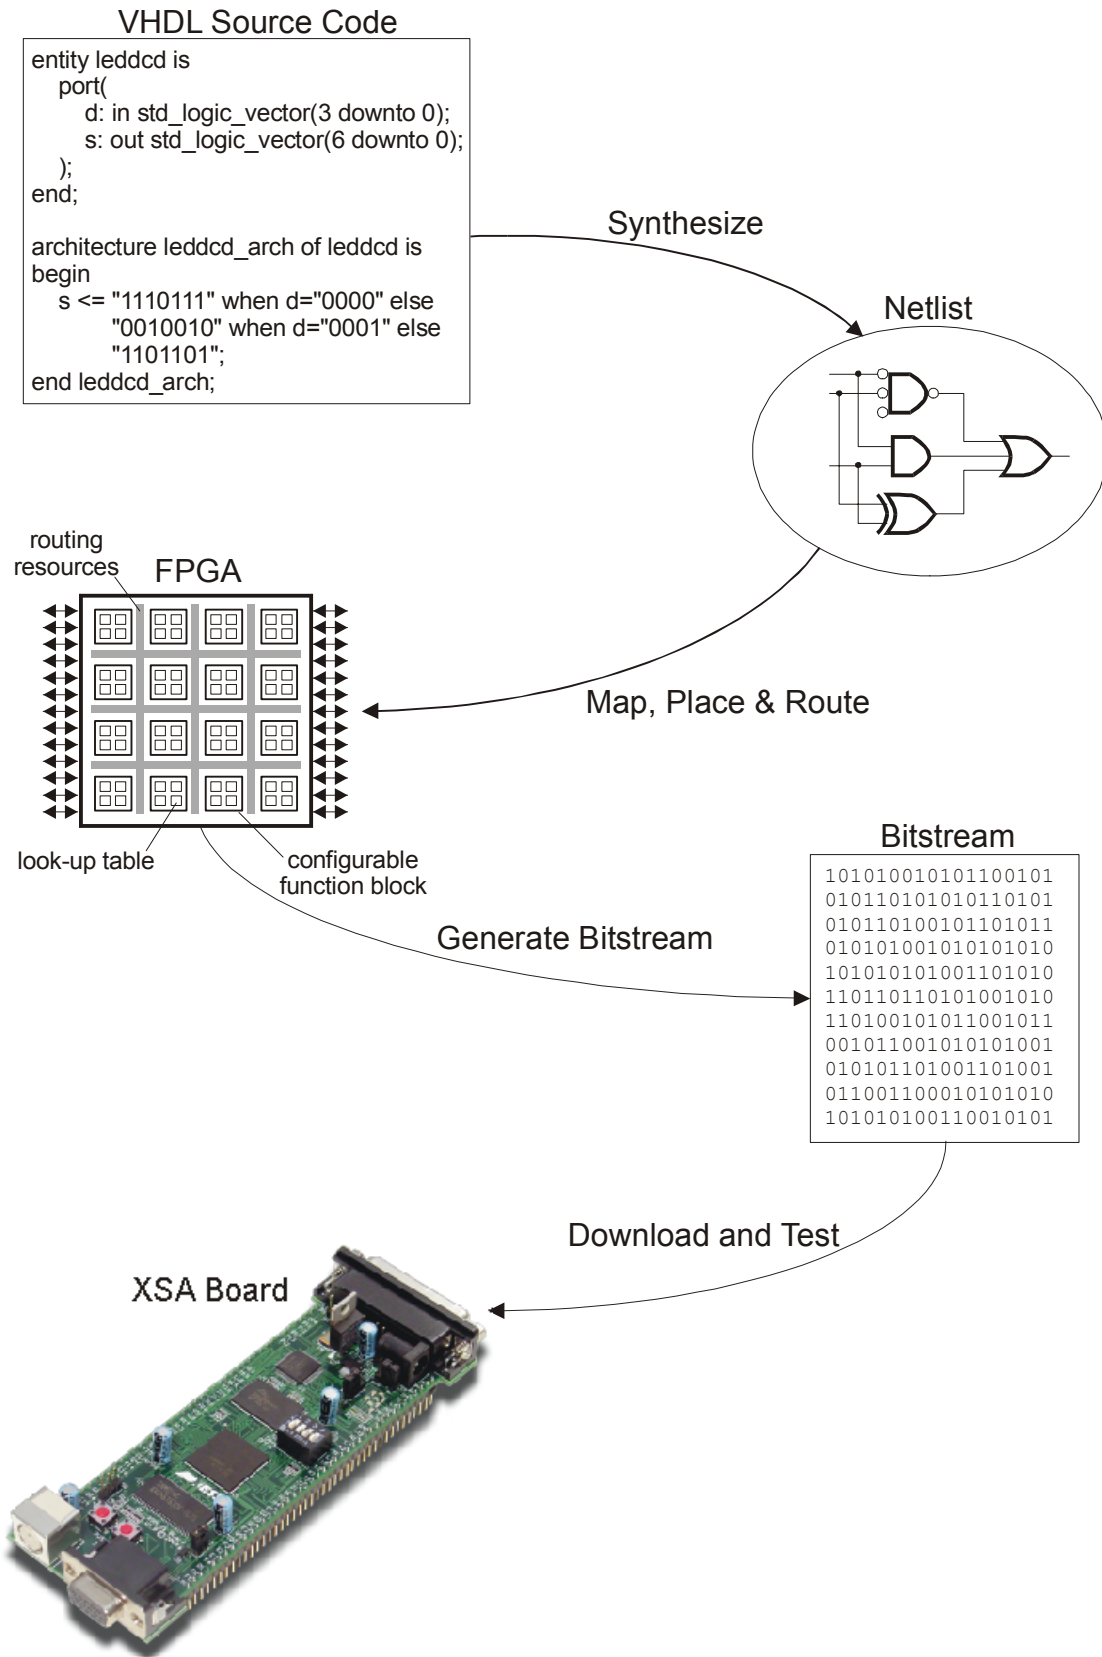 VHDL Source Code
entity leddcd is
port(
d: in std_logic_vector(3 downto 0);
s: out std_logic_vector(6 downto 0);
);
end;
architecture leddcd_arch of leddcd is
begin
s <= "1110111" when d="0000" else
"0010010" when d="0001" else
"1101101";
end leddcd_arch;
Synthesize
Netlist
routing
resources
FPGA
Map, Place & Route
look-up table
configurable
function block
Generate Bitstream
Bitstream
101010010101100101
010110101010110101
010110100101101011
010101001010101010
101010101001101010
110110110101001010
110100101011001011
001011001010101001
010101101001101001
011001100010101010
101010100110010101
Download and Test
XSA Board